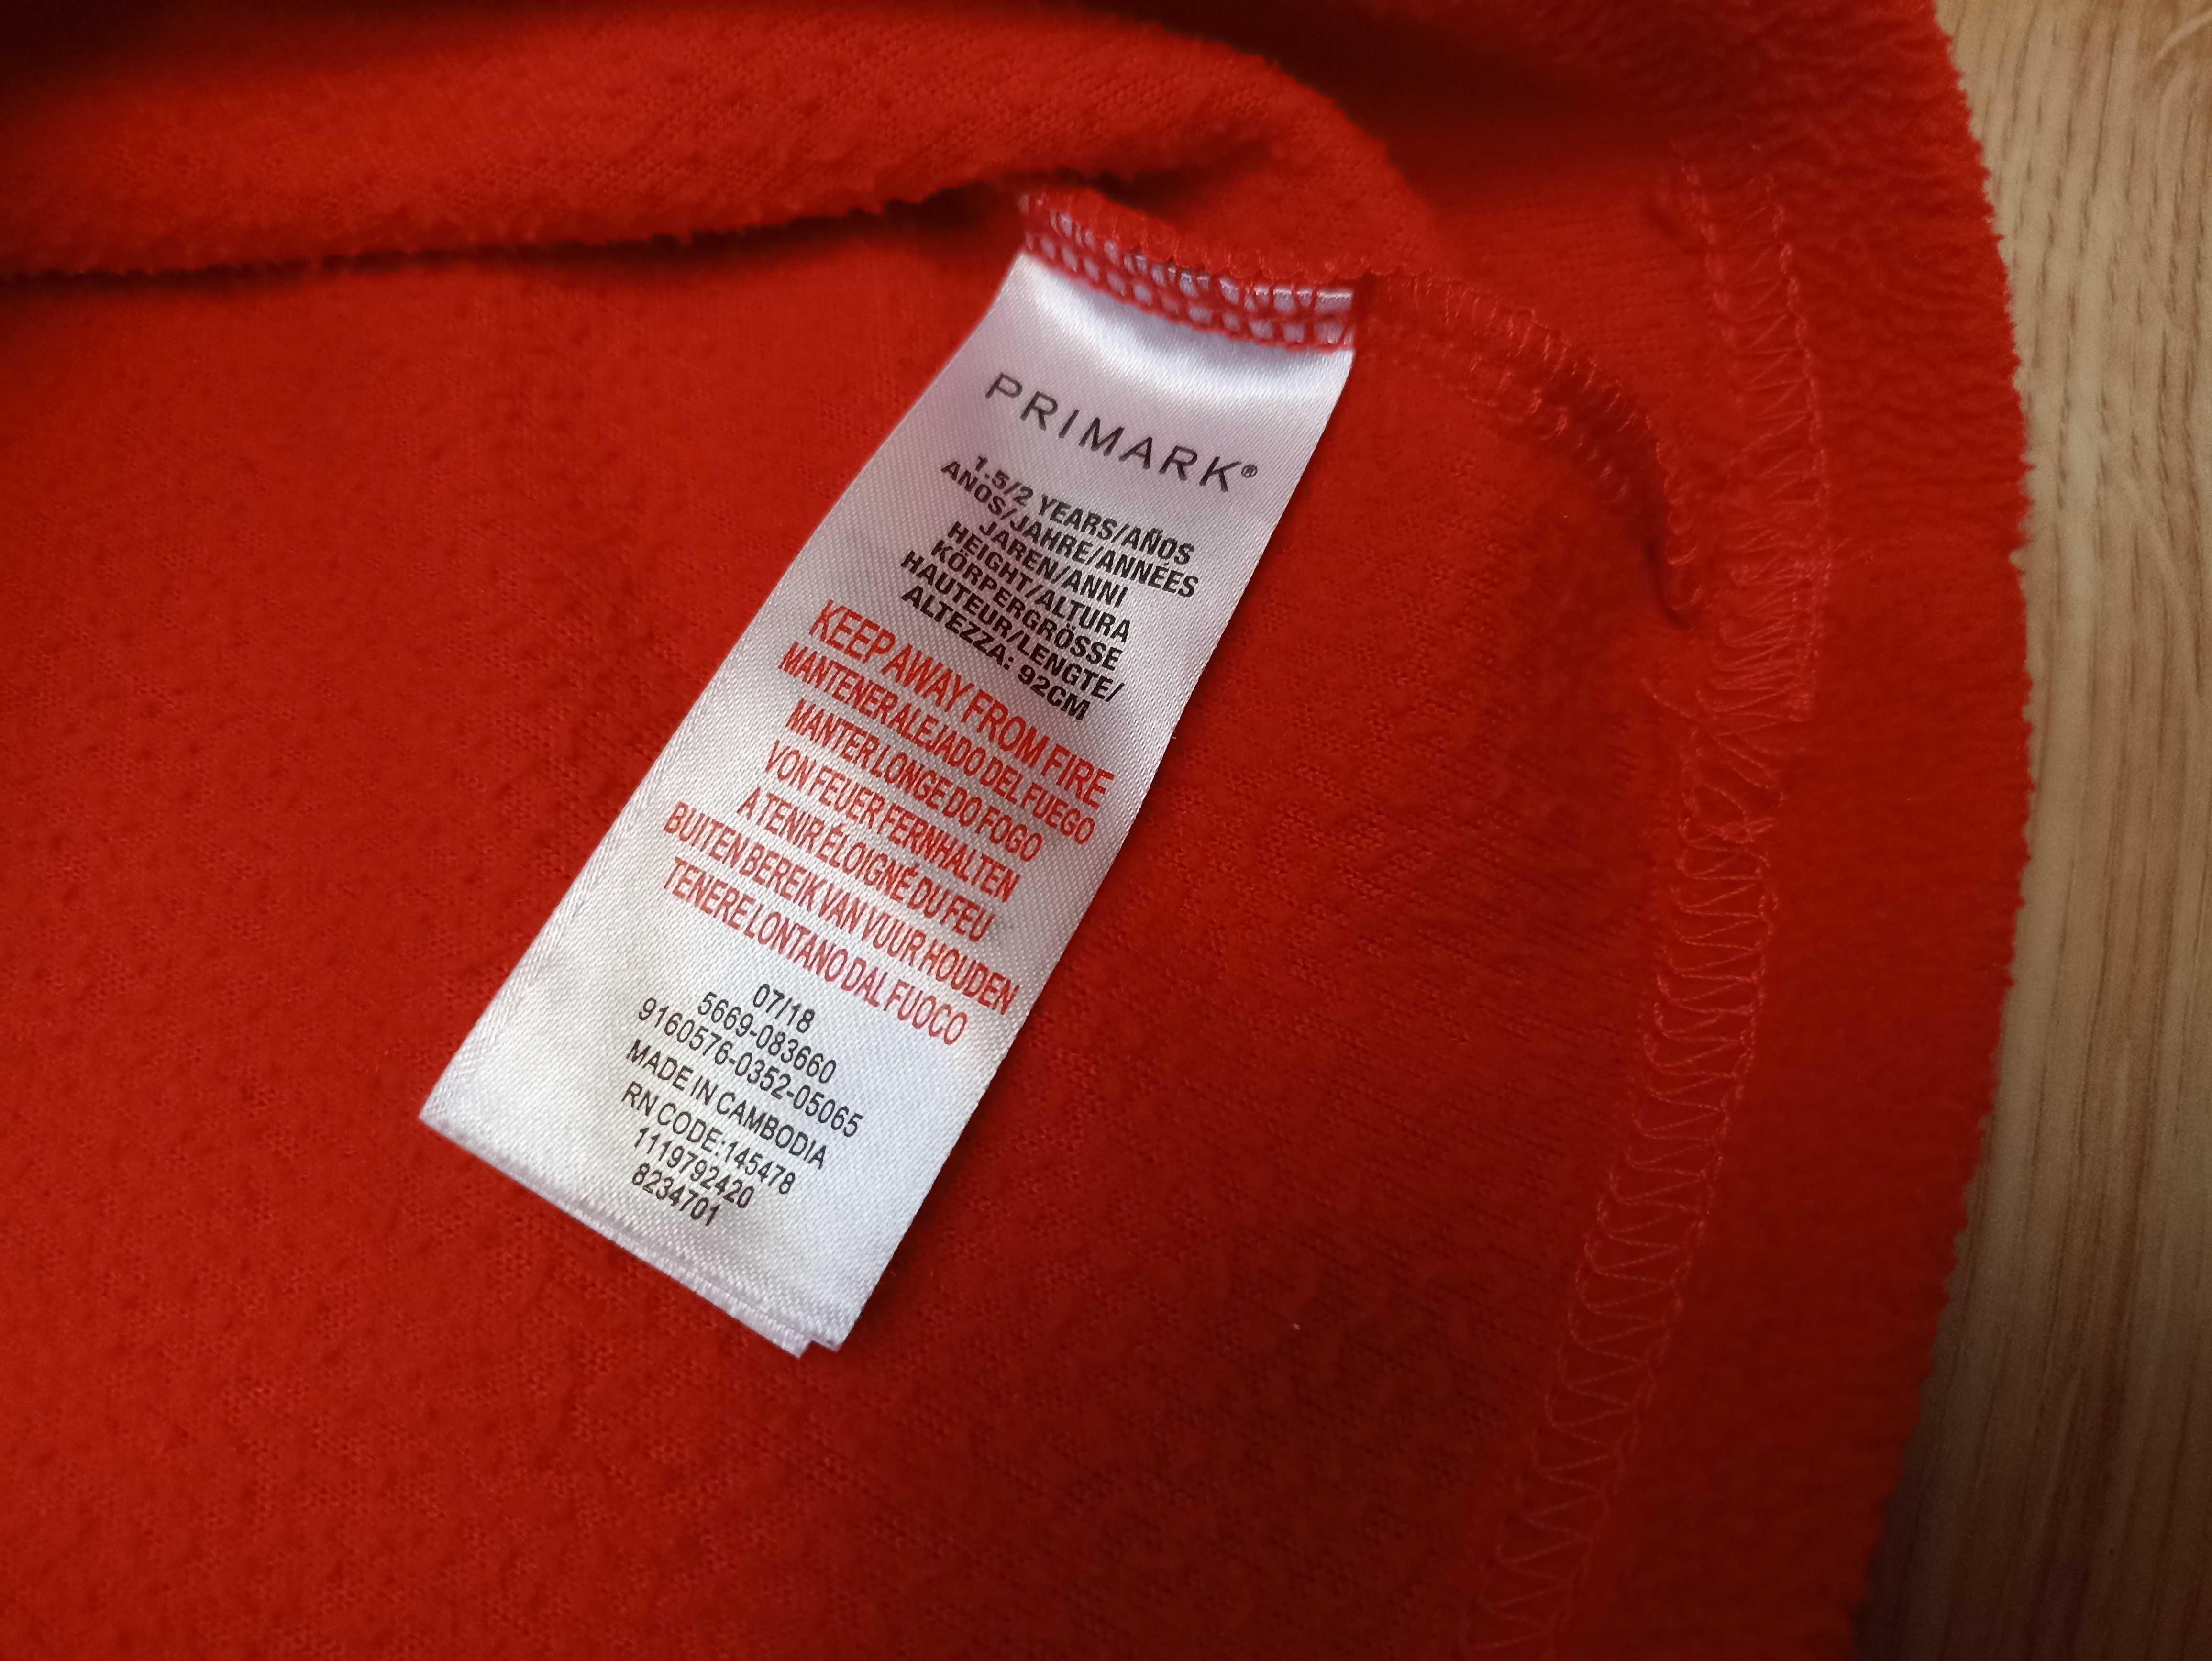 PRIMARK®
1.5/2 YEARS/AÑOS
ANOS/JAHRE/ANNÉES
JAREN/ANNI
HEIGHT/ALTURA
KÖRPERGRÖSSE
HAUTEUR/LENGTE/
ALTEZZA: 92CM
KEEP AWAY FROM FIRE
MANTENER ALEJADO DEL FUEGO
MANTER LONGE DO FOGO
VON FEUER FERNHALTEN
A TENIR ÉLOIGNÉ DU FEU
BUITEN BEREIK VAN VUUR HOUDEN
TENERE LONTANO DAL FUOCO
07/18
5669-083660
9160576-0352-05065
MADE IN CAMBODIA
RN CODE:145478
1119792420
8234701